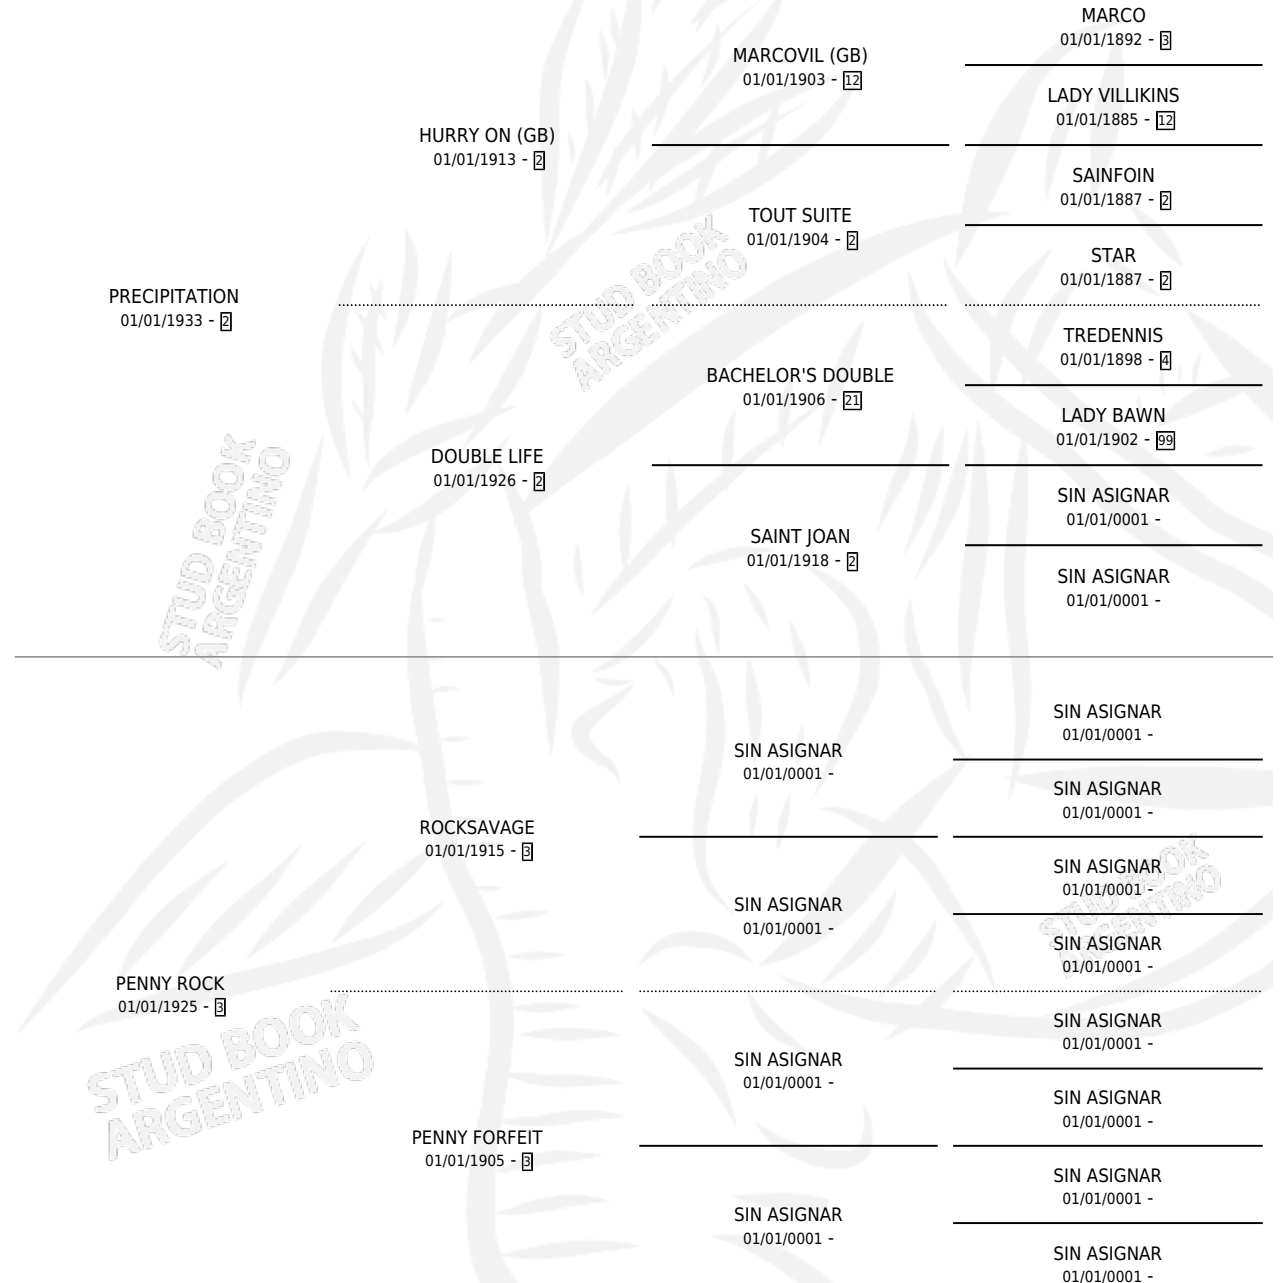 MARCO
01/01/1892 - 3
MARCOVIL (GB)
01/01/1903 - 12
LADY VILLIKINS
01/01/1885 - 12
HURRY ON (GB)
01/01/1913 - 2
SAINFOIN
01/01/1887 - 2
TOUT SUITE
01/01/1904 - 2
STAR
01/01/1887 - 2
PRECIPITATION
01/01/1933 - 2
STUD BOOK
ARGENTINO
TREDENNIS
01/01/1898 - 4
BACHELOR'S DOUBLE
01/01/1906 - 21
LADY BAWN
01/01/1902 - 99
DOUBLE LIFE
01/01/1926 - 2
SIN ASIGNAR
01/01/0001 -
SAINT JOAN
01/01/1918 - 2
SIN ASIGNAR
01/01/0001 -
STUD BOOK
ARGENTINO
SIN ASIGNAR
01/01/0001 -
SIN ASIGNAR
01/01/0001 -
SIN ASIGNAR
01/01/0001 -
ROCKSAVAGE
01/01/1915 - 3
SIN ASIGNAR
01/01/0001 -
SIN ASIGNAR
01/01/0001 -
SIN ASIGNAR
01/01/0001 -
STUD BOOK
ARGENTINO
PENNY ROCK
01/01/1925 - 3
SIN ASIGNAR
01/01/0001 -
SIN ASIGNAR
01/01/0001 -
SIN ASIGNAR
01/01/0001 -
STUD BOOK
ARGENTINO
PENNY FORFEIT
01/01/1905 - 3
SIN ASIGNAR
01/01/0001 -
SIN ASIGNAR
01/01/0001 -
SIN ASIGNAR
01/01/0001 -